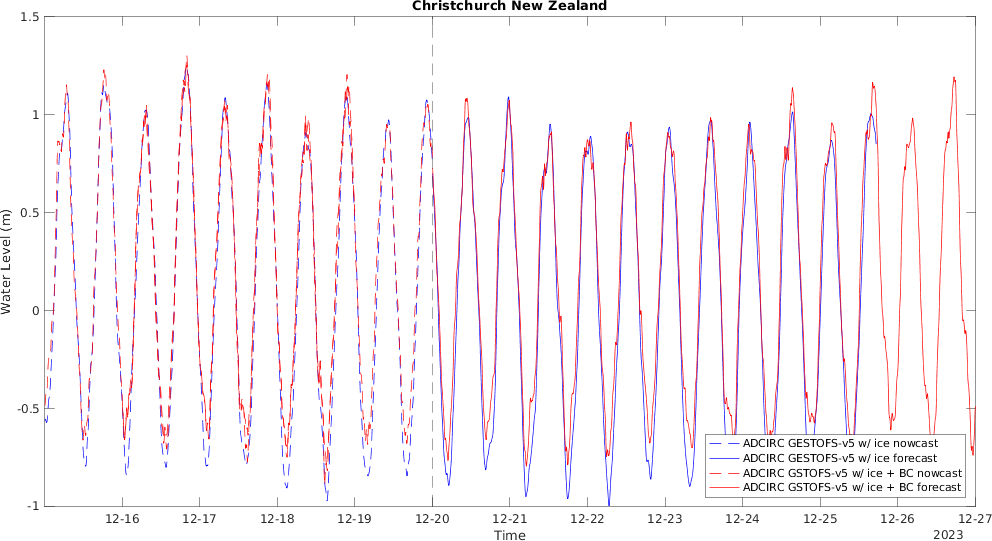 Christchurch New Zealand
Water Level (m)
1.5
1
0.5
0
-0.5
-1
ADCIRC GESTOFS-v5 w/ ice nowcast
ADCIRC GESTOFS-v5 w/ ice forecast
ADCIRC GSTOFS-v5 w/ ice + BC nowcast
ADCIRC GSTOFS-v5 w/ ice + BC forecast
12-16 12-17 12-18 12-19 12-20 12-21 12-22 12-23 12-24 12-25 12-26 12-27
Time
2023